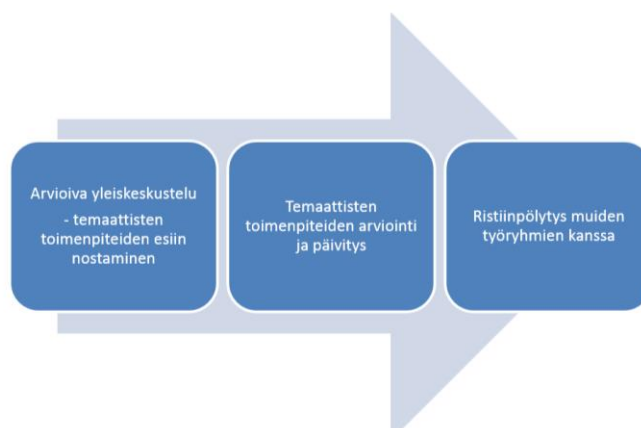 Arvioiva yleiskeskustelu
- temaattisten
toimenpiteiden esiin
nostaminen
Temaattisten
toimenpiteiden arviointi
ja päivitys
Ristiinpölytys muiden
työryhmien kanssa